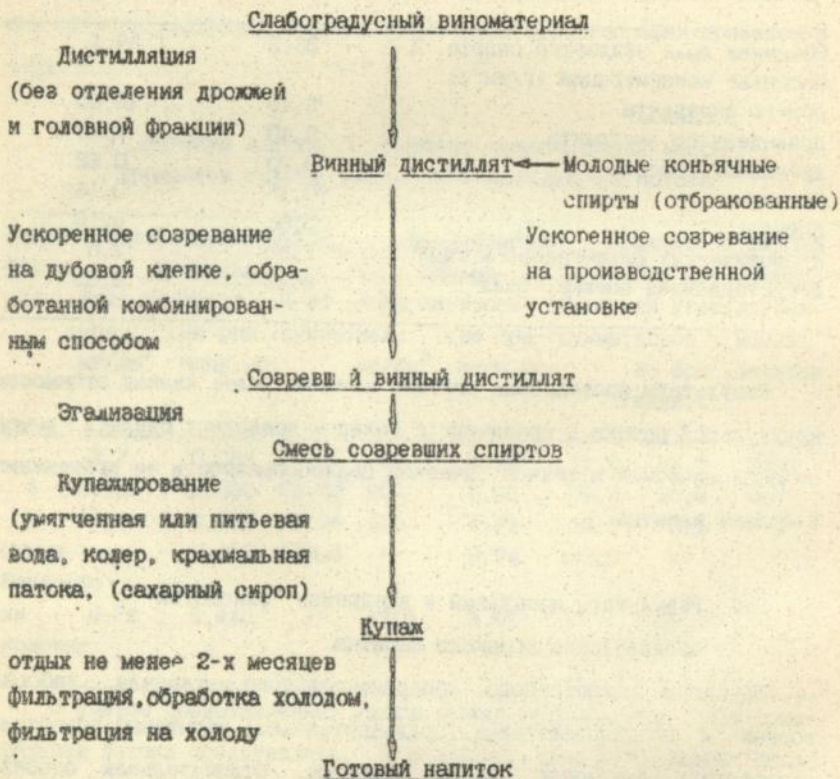 Слабоградусный виноматериал
Дистилляция
(без отделения дрожжей
и головной фракции)
Винный дистиллят
Молодые коньячные
спирты (отбракованные)
Ускоренное созревание
на дубовой клепке, обра-
ботанной комбинирован-
ным способом
Ускоренное созревание
на производственной
установке
Созревш й винный дистиллят
Эгализация
Смесь созревших спиртов
Купажирование
(умягченная или питьевая
вода, колер, крахмальная
патока, (сахарный сироп)
Купаж
отдых не менее 2-х месяцев
фильтрация,обработка холодом,
фильтрация на холоду
Готовый напиток